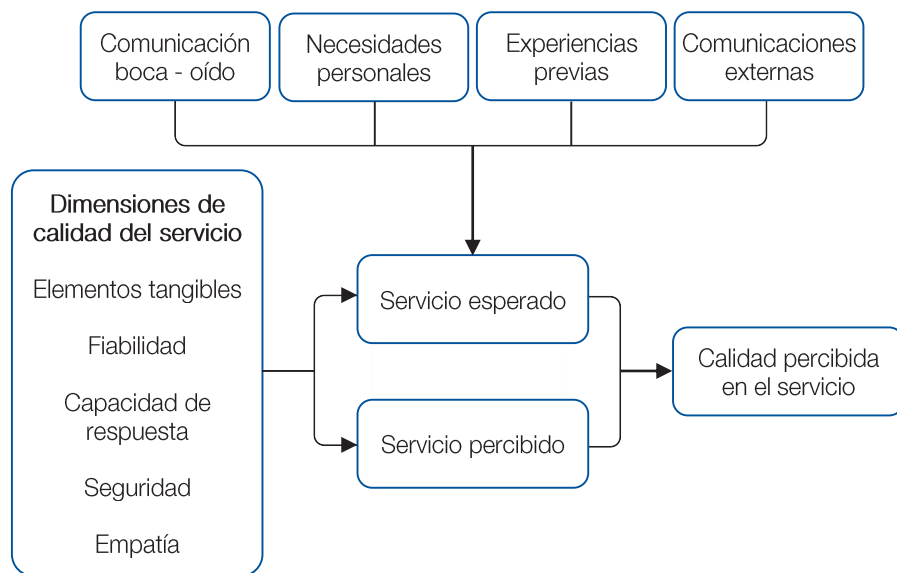 Comunicación
boca - oído
Necesidades
personales
Experiencias
previas
Comunicaciones
externas
Dimensiones de
calidad del servicio
Elementos tangibles
Fiabilidad
Capacidad de
respuesta
Seguridad
Empatía
Servicio esperado
Servicio percibido
Calidad percibida
en el servicio